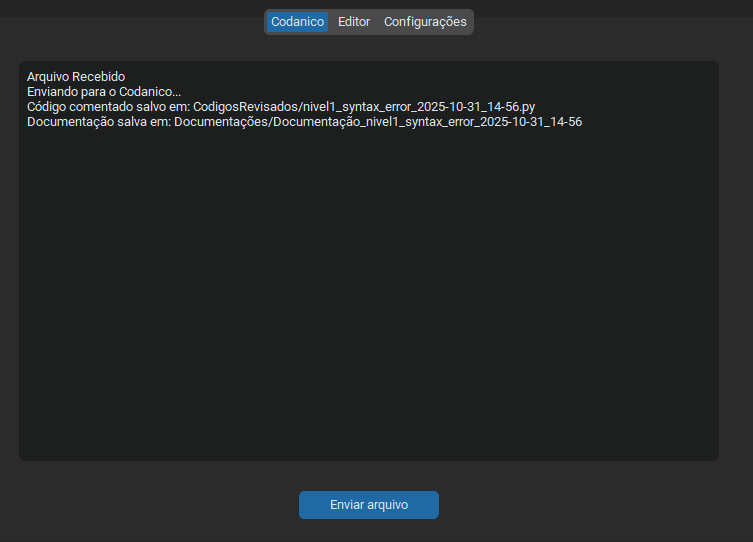 Codanico Editor Configurações
Arquivo Recebido
Enviando para o Codanico...
Código comentado salvo em: CodigosRevisados/nivel1_syntax_error_2025-10-31_14-56.py
Documentação salva em: Documentações/Documentação_nivel1_syntax_error_2025-10-31_14-56
Enviar arquivo